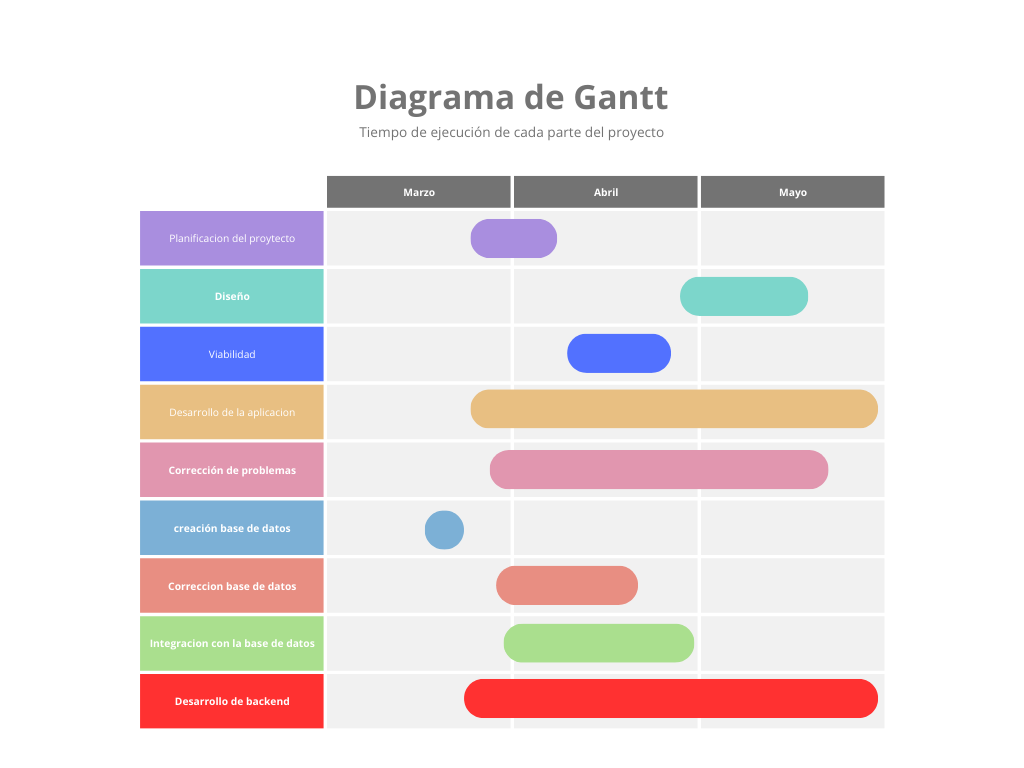 Diagrama de Gantt
Tiempo de ejecución de cada parte del proyecto
Marzo
Abril
Mayo
Planificacion del proytecto
Diseño
Viabilidad
Desarrollo de la aplicacion
Corrección de problemas
creación base de datos
Correccion base de datos
Integracion con la base de datos
Desarrollo de backend